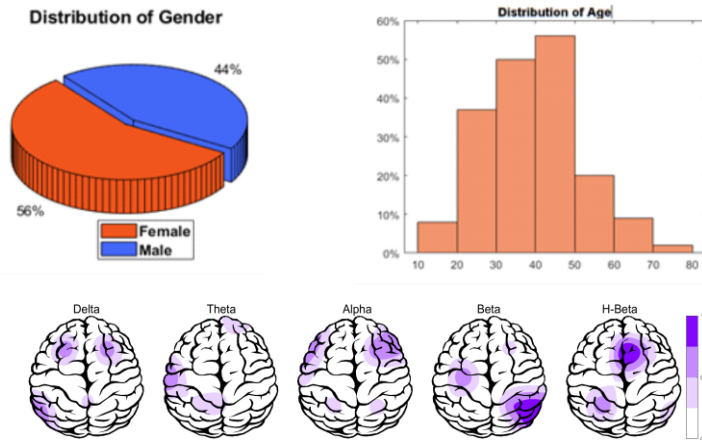 Distribution of Gender
44%
56%
Female
Male
Distribution of Age
60%
50%
40%
30%
20%
10%
0%
10 20 30 40 50 60 70 80
Delta Theta Alpha Beta H-Beta